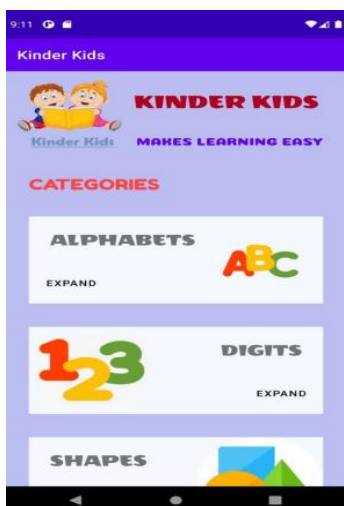 9:11
Kinder Kids
KINDER KIDS
Kinder Kids
MAKES LEARNING EASY
CATEGORIES
ALPHABETS
ABC
EXPAND
123
DIGITS
EXPAND
SHAPES